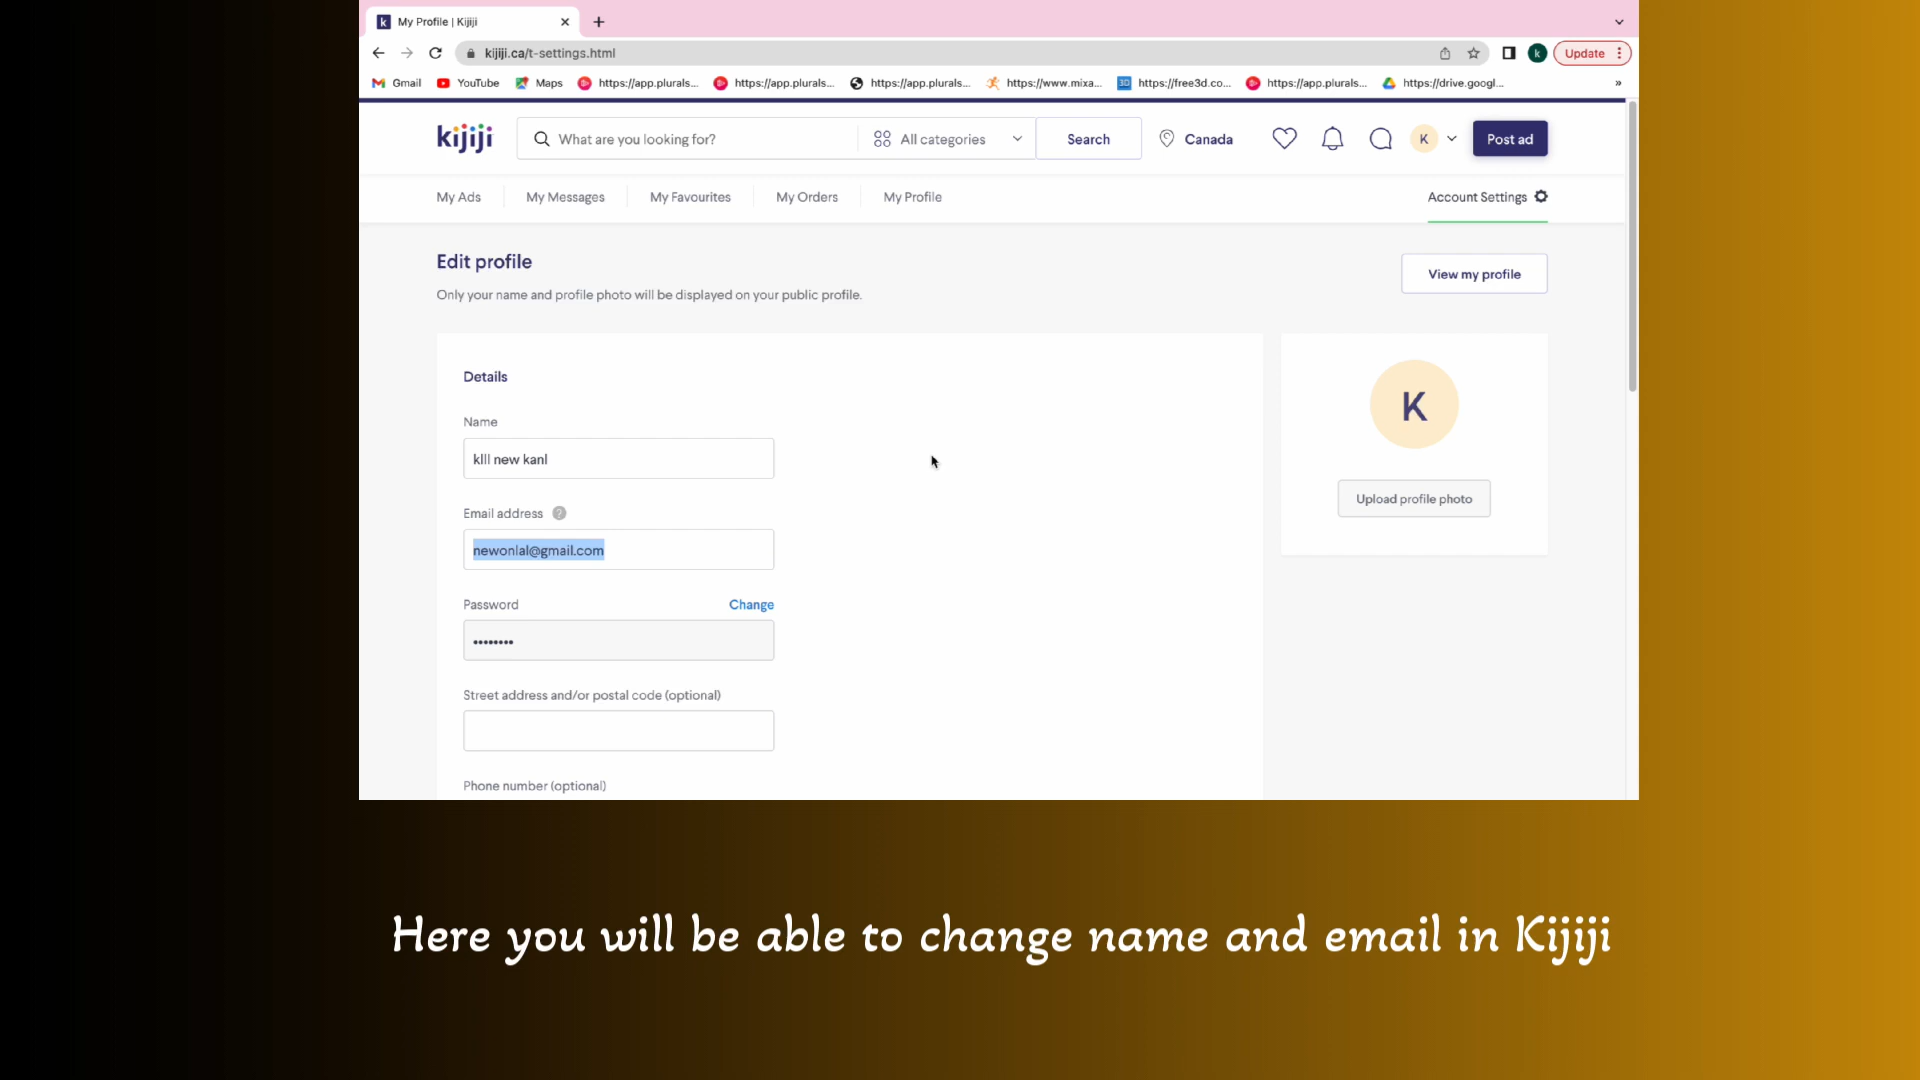 My Profile | Kijiji
kijiji.ca/t-settings.html
Update
Gmail
YouTube
Maps
https://app.plurals...
https://app.plurals...
https://app.plurals...
https://www.mixa...
3D
https://free3d.co...
https://app.plurals...
https://drive.googl...
»
kijiji
What are you looking for?
All categories
Search
Canada
K
Post ad
My Ads
My Messages
My Favourites
My Orders
My Profile
Account Settings
Edit profile
View my profile
Only your name and profile photo will be displayed on your public profile.
Details
K
Name
klll new kanl
Upload profile photo
Email address ?
newonlal@gmail.com
Password
Change
••••••••
Street address and/or postal code (optional)
Phone number (optional)
Here you will be able to change name and email in Kijiji